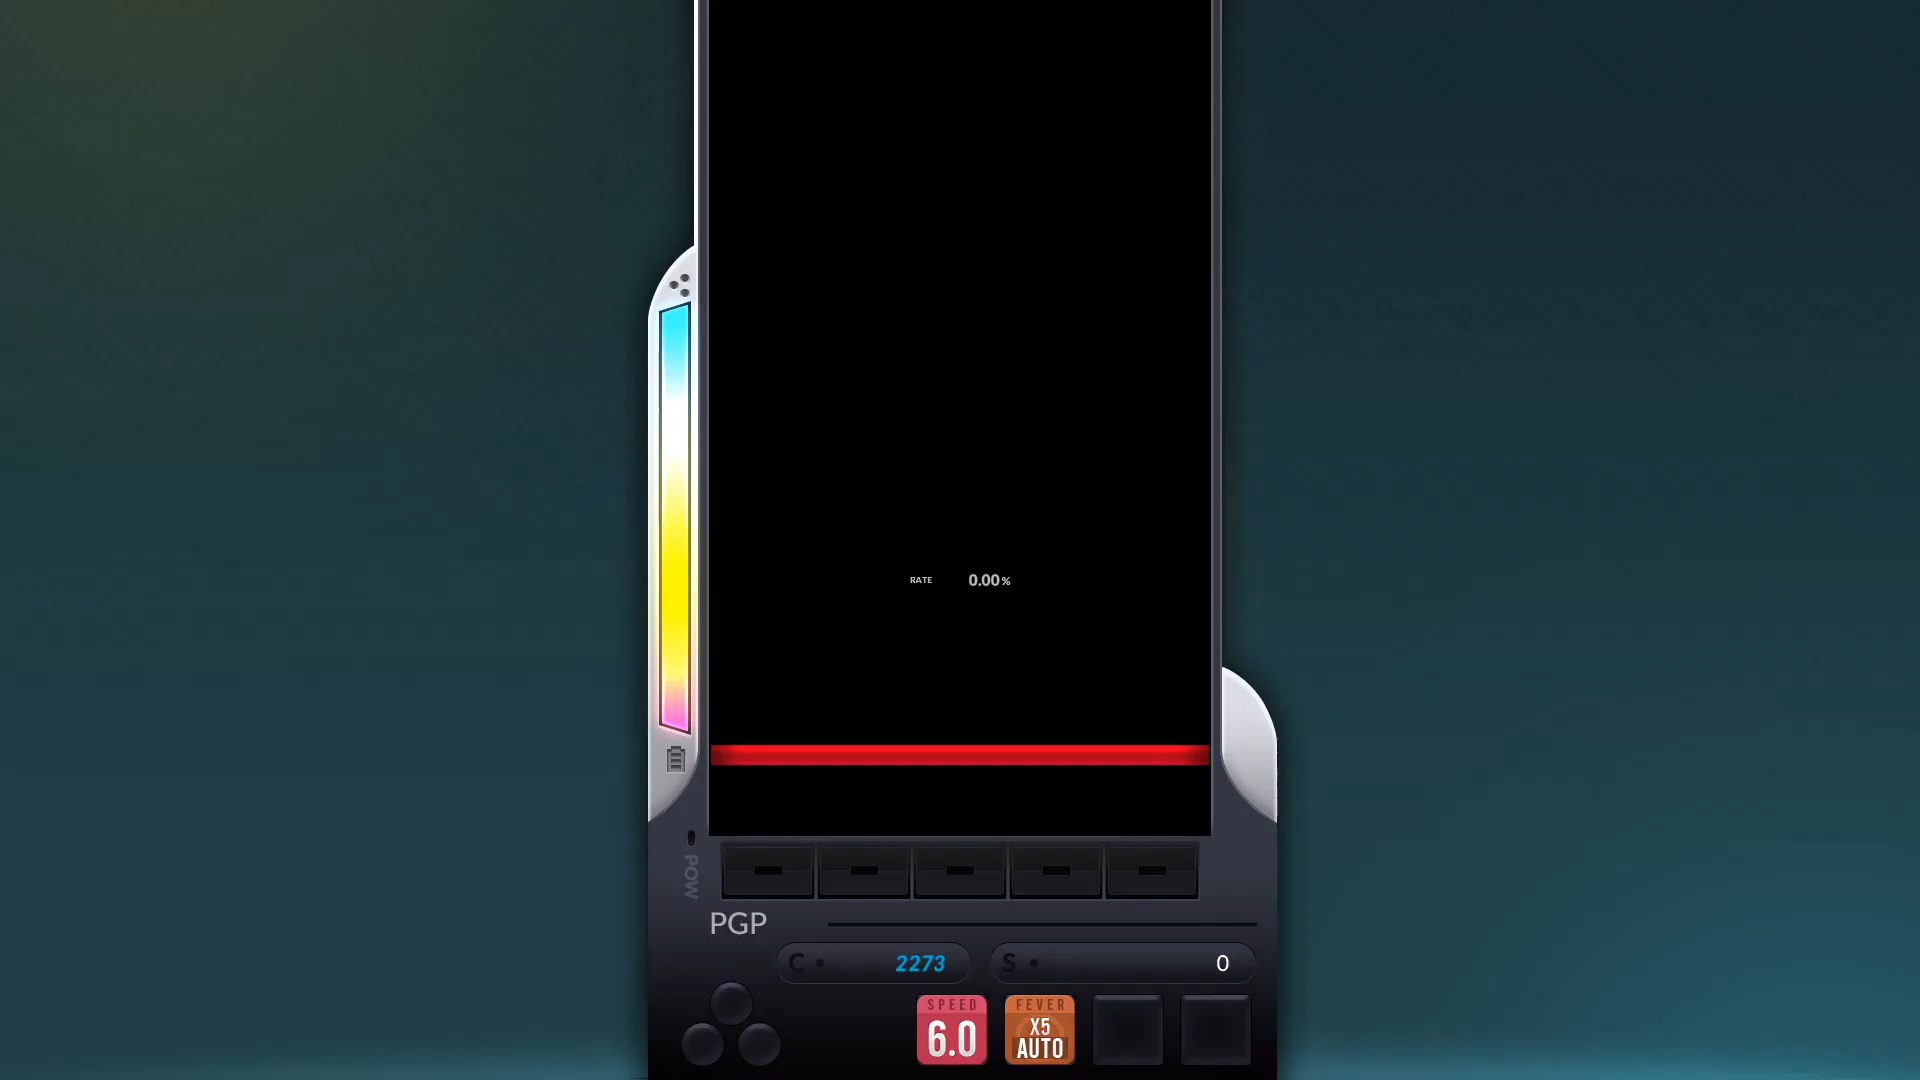 RATE 0.00%
POW
PGP
C • 2273 S • 0
SPEED FEVER
6.0 X5
AUTO